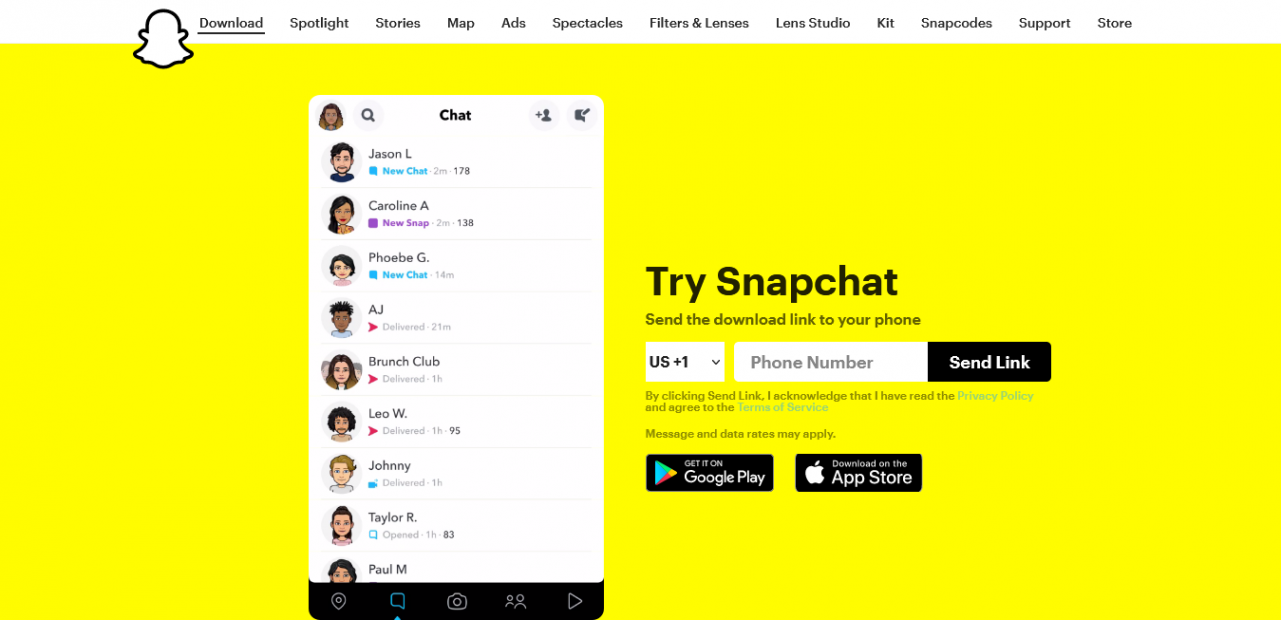 Download Spotlight Stories Map Ads Spectacles Filters & Lenses Lens Studio Kit Snapcodes Support Store
Chat
Jason L
New Chat · 2m · 178
Caroline A
New Snap · 2m · 138
Phoebe G.
New Chat · 14m
AJ
Delivered · 21m
Brunch Club
Delivered · 1h
Leo W.
Delivered · 1h · 95
Johnny
Delivered · 1h
Taylor R.
Opened · 1h · 83
Paul M
Try Snapchat
Send the download link to your phone
US +1 Phone Number Send Link
By clicking Send Link, I acknowledge that I have read the Privacy Policy
and agree to the Terms of Service
Message and data rates may apply.
GET IT ON
Google Play
Download on the
App Store